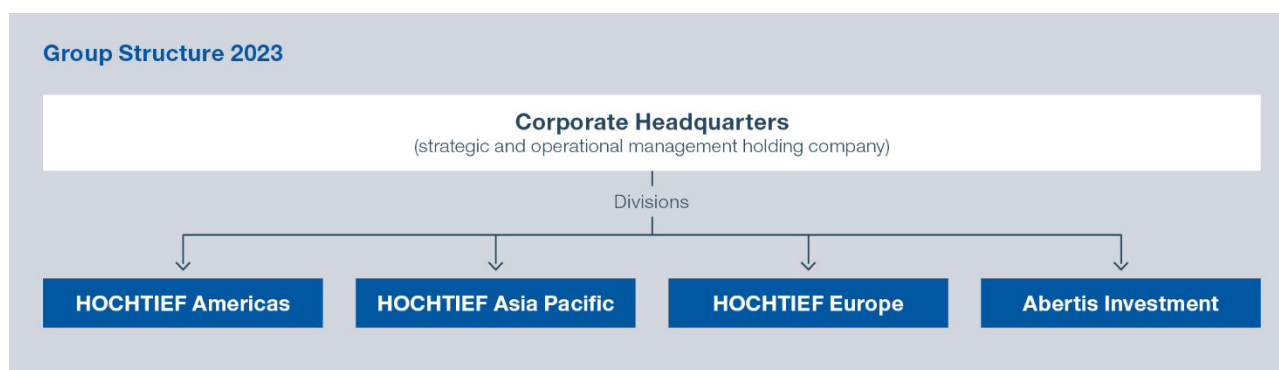 Group Structure 2023
Corporate Headquarters
(strategic and operational management holding company)
Divisions
HOCHTIEF Americas
HOCHTIEF Asia Pacific
HOCHTIEF Europe
Abertis Investment